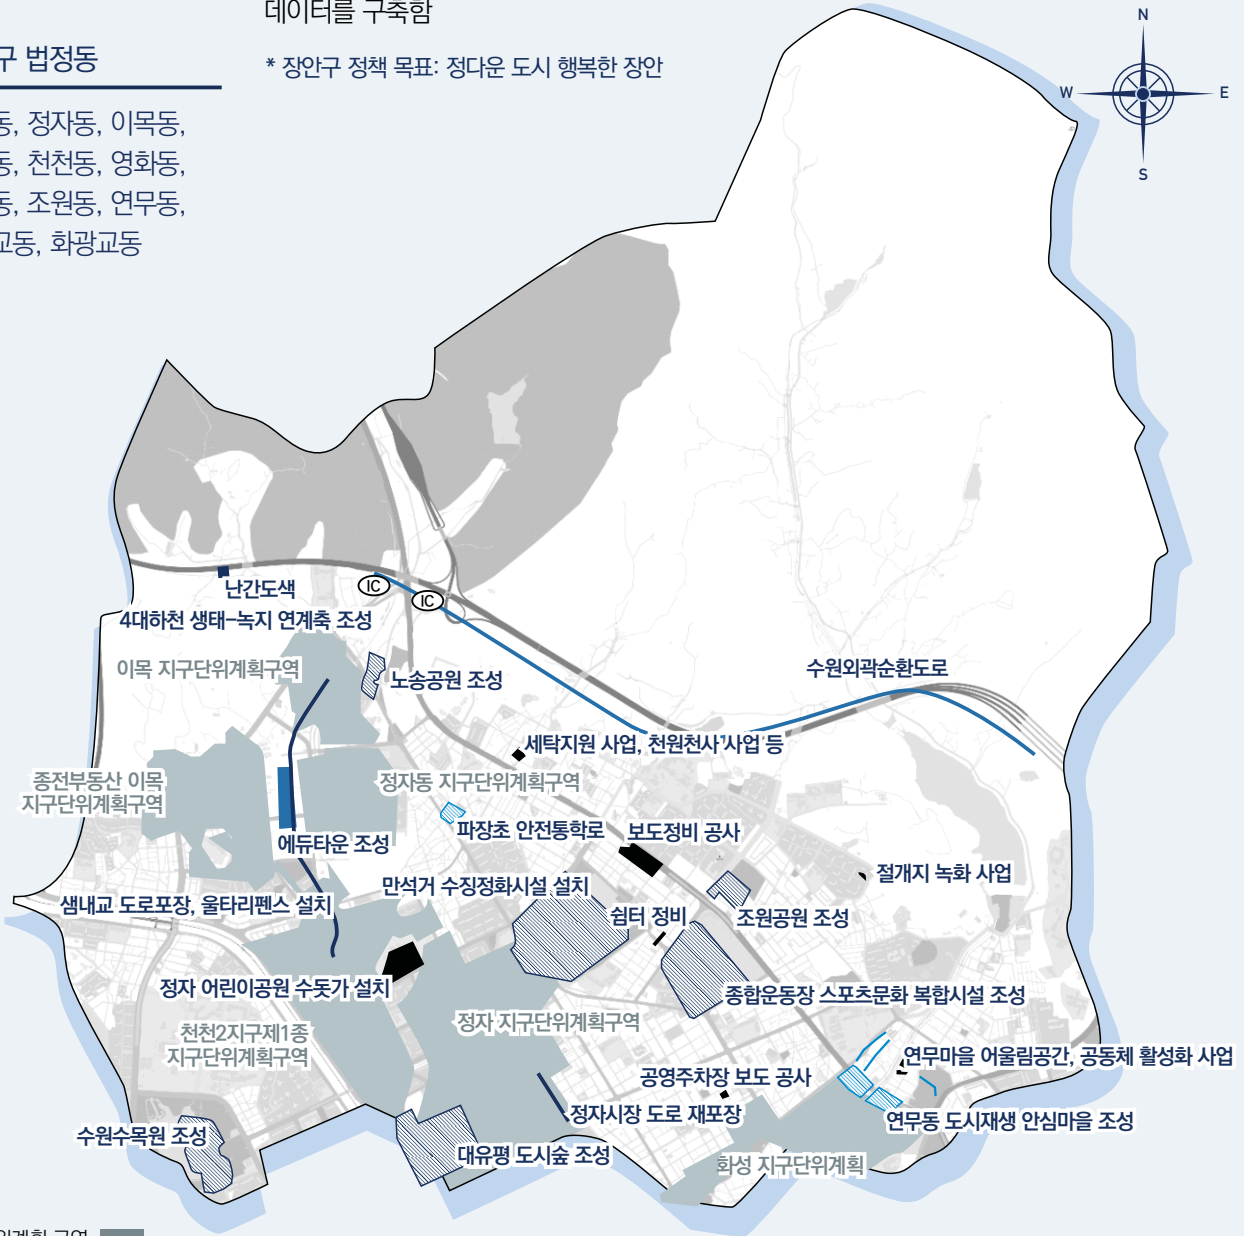 데이터를 구축함
* 장안구 정책 목표: 정다운 도시 행복한 장안
구 법정동
동, 정자동, 이목동,
동, 천천동, 영화동,
동, 조원동, 연무동,
교동, 화광교동
N
W
E
S
난간도색
IC
IC
4대하천 생태-녹지 연계축 조성
이목 지구단위계획구역
노송공원 조성
수원외곽순환도로
세탁지원 사업, 천원천사 사업 등
종전부동산 이목
지구단위계획구역
정자동 지구단위계획구역
파장초 안전통학로
보도정비 공사
에듀타운 조성
절개지 녹화 사업
만석거 수질정화시설 설치
샘내교 도로포장, 울타리펜스 설치
쉼터 정비
조원공원 조성
정자 어린이공원 수돗가 설치
종합운동장 스포츠문화 복합시설 조성
정자 지구단위계획구역
천천2지구제1종
지구단위계획구역
연무마을 어울림공간, 공동체 활성화 사업
공영주차장 보도 공사
정자시장 도로 재포장
연무동 도시재생 안심마을 조성
수원수목원 조성
대유평 도시숲 조성
화성 지구단위계획